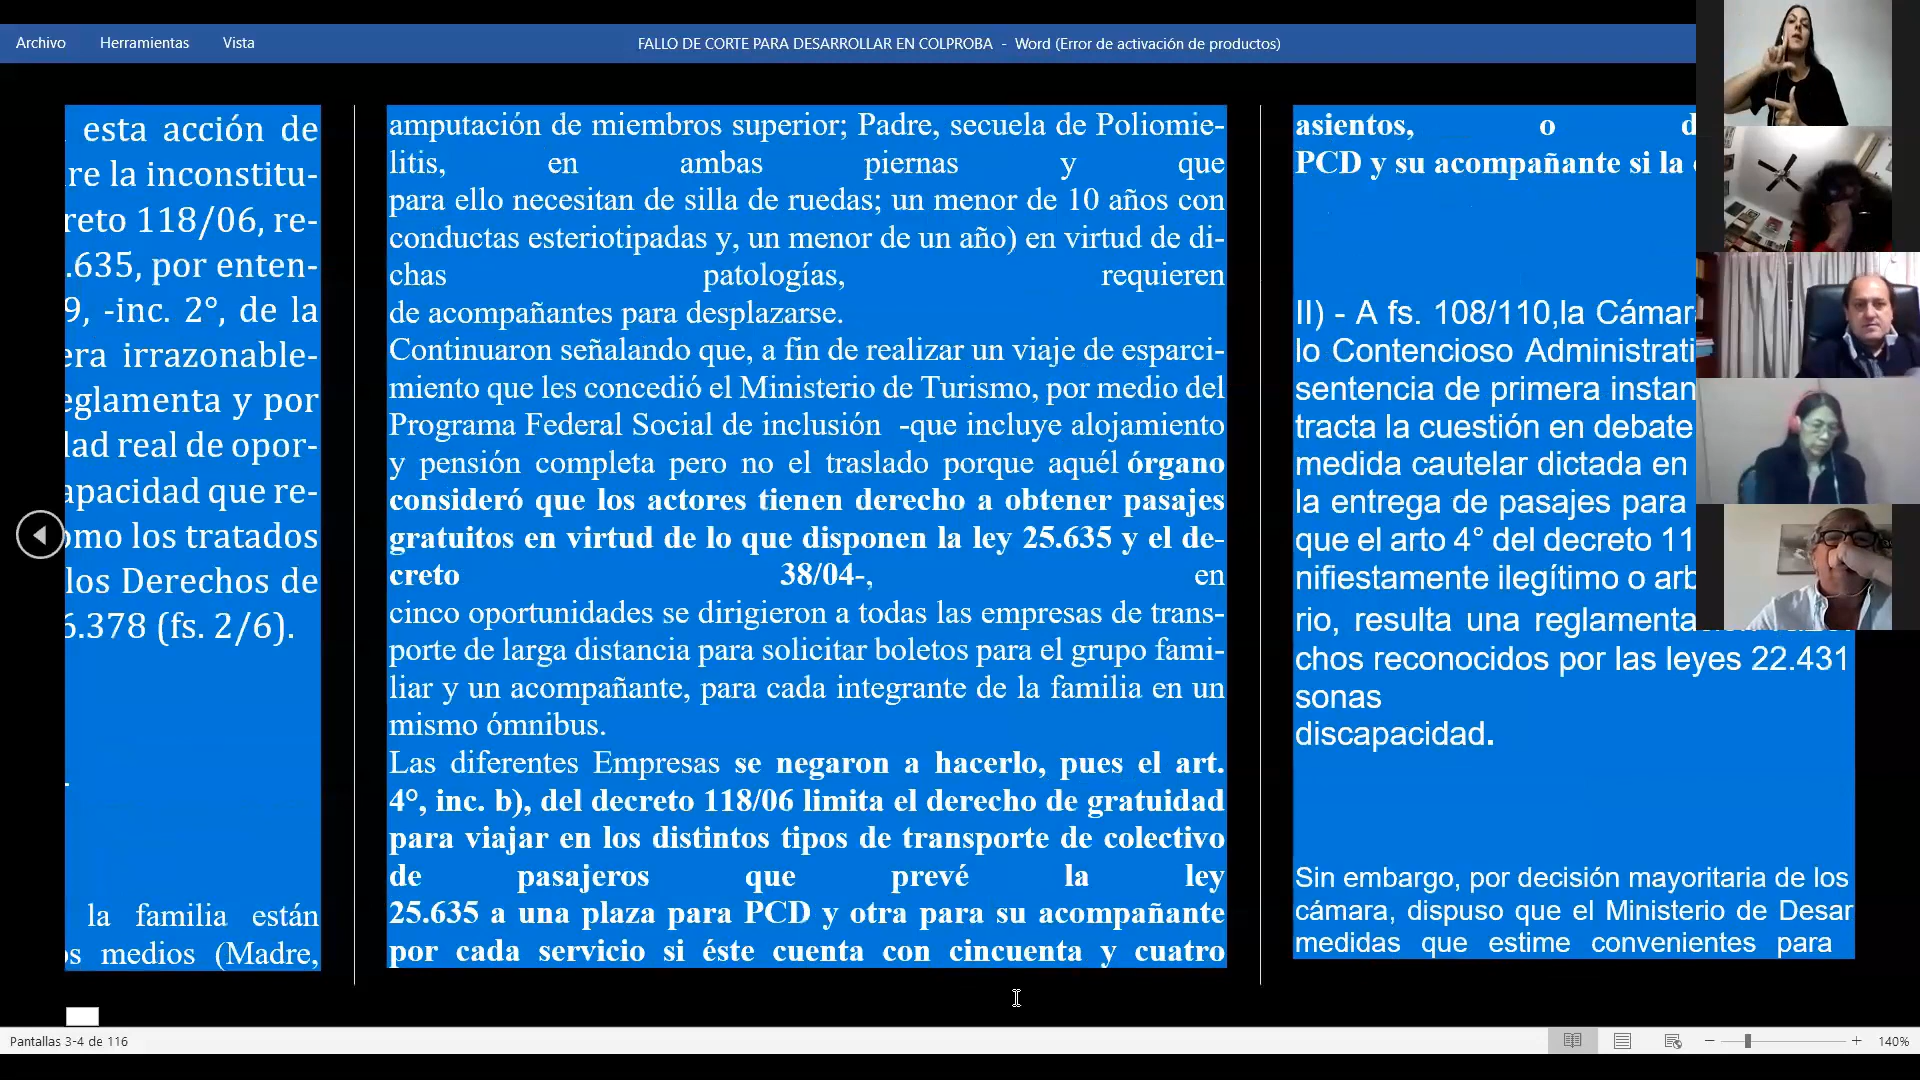 Archivo Herramientas Vista
FALLO DE CORTE PARA DESARROLLAR EN COLPROBA - Word (Error de activación de productos)
esta acción de
re la inconstitu-
reto 118/06, re-
.635, por enten-
9, -inc. 2°, de la
era irrazonable-
eglamenta y por
dad real de opor-
apacidad que re-
omo los tratados
los Derechos de
6.378 (fs. 2/6).
la familia están
os medios (Madre,
amputación de miembros superior; Padre, secuela de Poliomie-
litis, en ambas piernas y que
para ello necesitan de silla de ruedas; un menor de 10 años con
conductas esteriotipadas y, un menor de un año) en virtud de di-
chas patologías, requieren
de acompañantes para desplazarse.
Continuaron señalando que, a fin de realizar un viaje de esparci-
miento que les concedió el Ministerio de Turismo, por medio del
Programa Federal Social de inclusión -que incluye alojamiento
y pensión completa pero no el traslado porque aquél órgano
consideró que los actores tienen derecho a obtener pasajes
gratuitos en virtud de lo que disponen la ley 25.635 y el de-
creto 38/04-, en
cinco oportunidades se dirigieron a todas las empresas de trans-
porte de larga distancia para solicitar boletos para el grupo fami-
liar y un acompañante, para cada integrante de la familia en un
mismo ómnibus.
Las diferentes Empresas se negaron a hacerlo, pues el art.
4°, inc. b), del decreto 118/06 limita el derecho de gratuidad
para viajar en los distintos tipos de transporte de colectivo
de pasajeros que prevé la ley
25.635 a una plaza para PCD y otra para su acompañante
por cada servicio si éste cuenta con cincuenta y cuatro
asientos, o d
PCD y su acompañante si la
II) - A fs. 108/110,la Cámar
lo Contencioso Administrati
sentencia de primera instan
tracta la cuestión en debate
medida cautelar dictada en
la entrega de pasajes para
que el arto 4° del decreto 11
nifiestamente ilegítimo o arb
rio, resulta una reglamenta
chos reconocidos por las leyes 22.431
sonas
discapacidad.
Sin embargo, por decisión mayoritaria de los
cámara, dispuso que el Ministerio de Desar
medidas que estime convenientes para
Pantallas 3-4 de 116
140%